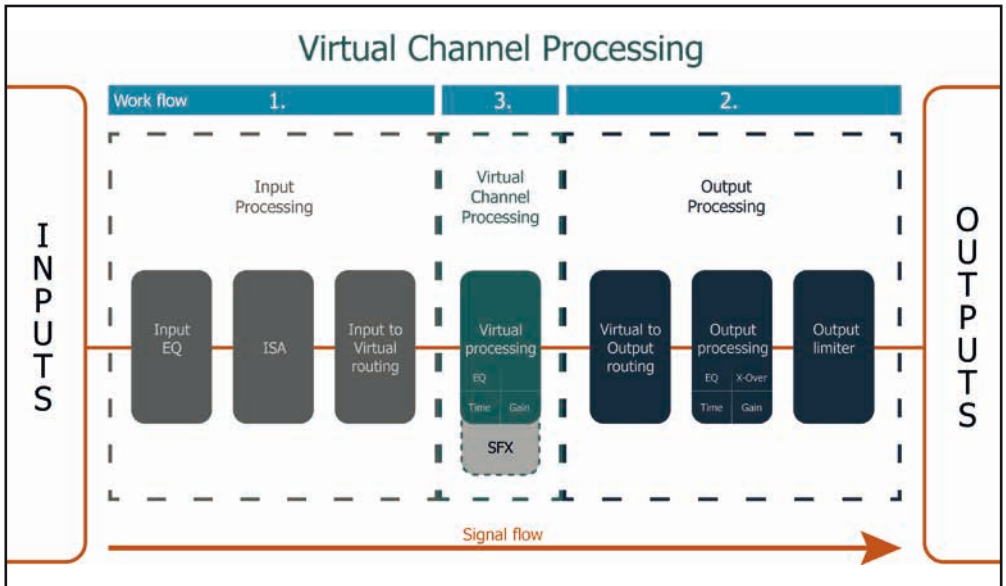 Virtual Channel Processing
Work flow 1. 3. 2.
INPUTS
Input
Processing
Virtual
Channel
Processing
Output
Processing
Input
EQ
ISA
Input to
Virtual
routing
Virtual
processing
EQ
Time Gain
SFX
Virtual to
Output
routing
Output
processing
EQ X-Over
Time Gain
Output
limiter
OUTPUTS
Signal flow